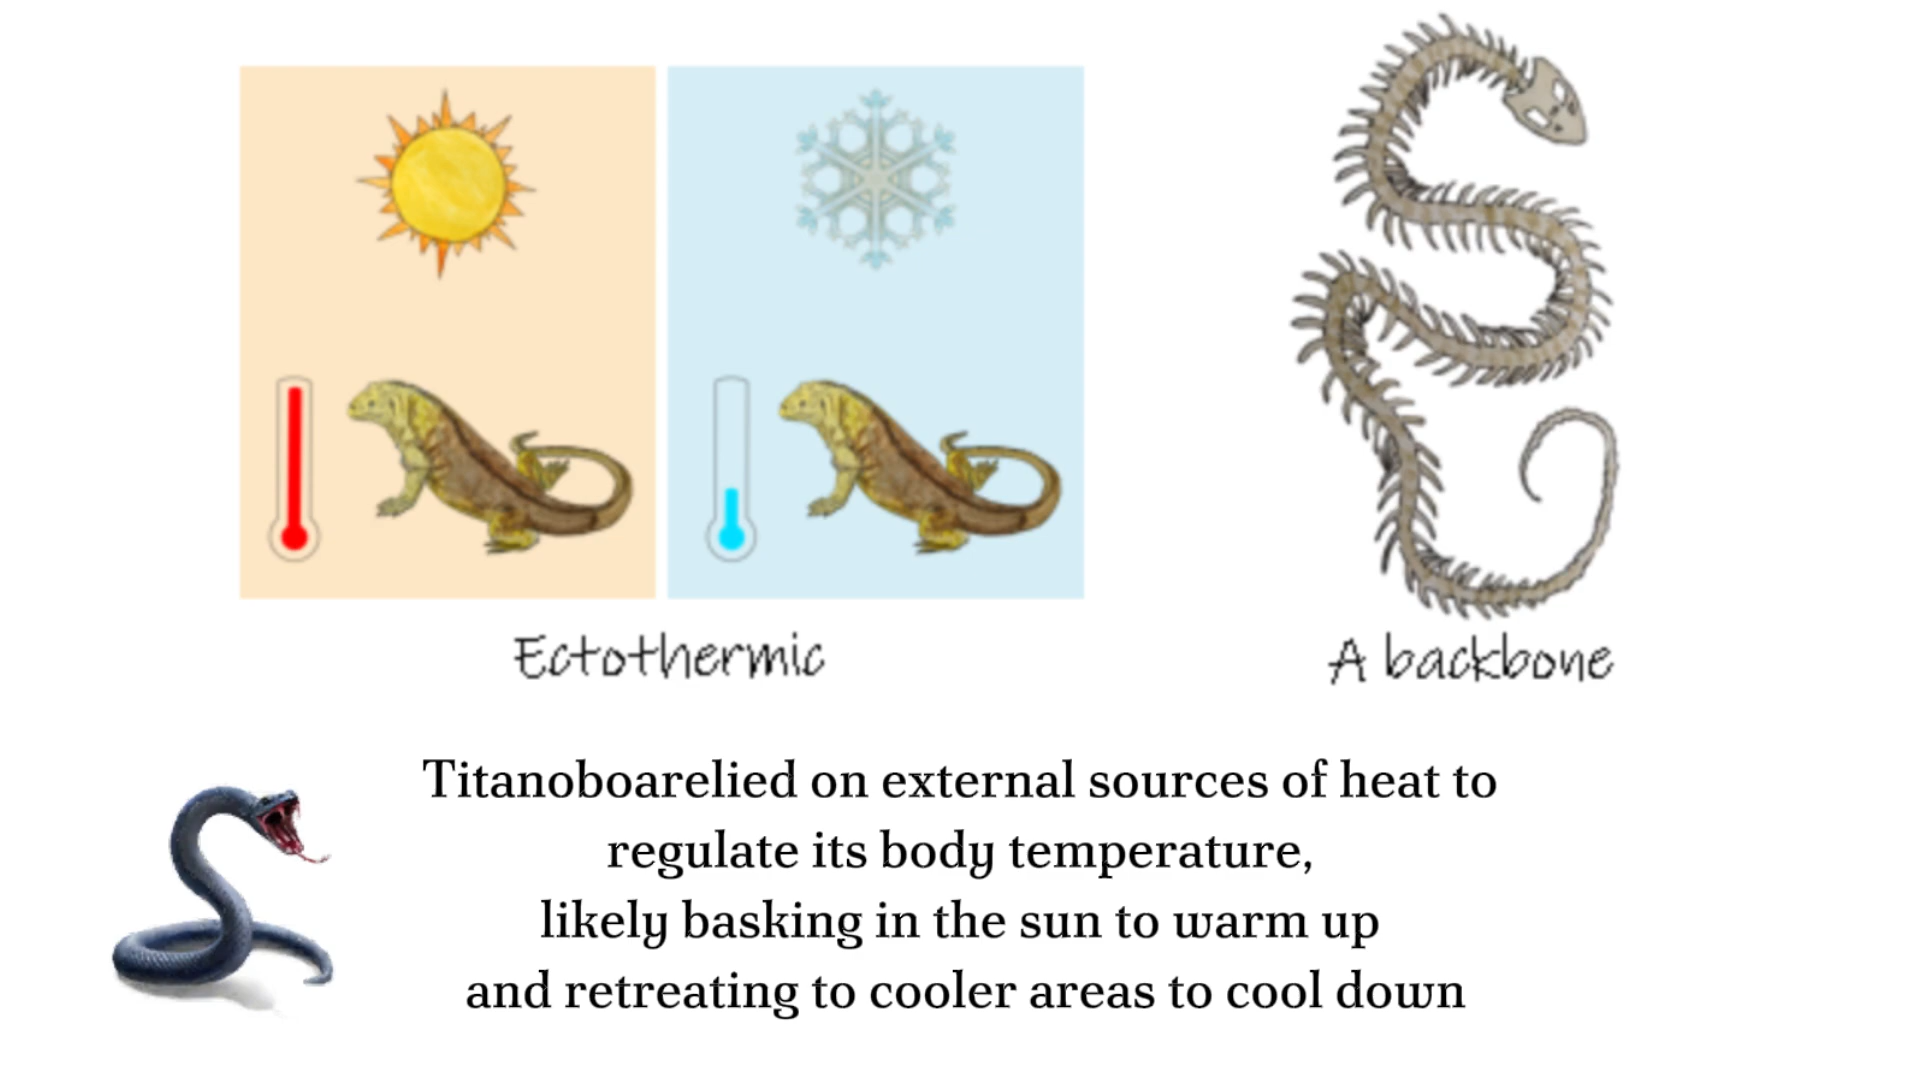 Ectothermic
A backbone
Titanoboarelied on external sources of heat to
regulate its body temperature,
likely basking in the sun to warm up
and retreating to cooler areas to cool down